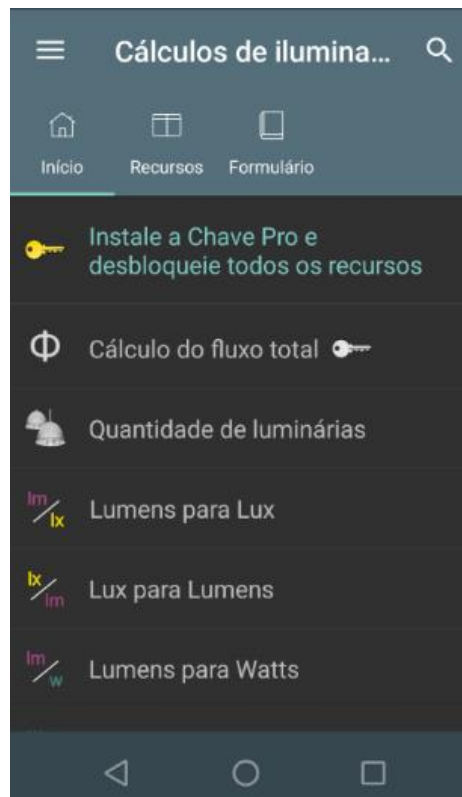 Cálculos de ilumina...
Início Recursos Formulário
Instale a Chave Pro e
desbloqueie todos os recursos
Φ Cálculo do fluxo total
Quantidade de luminárias
lm/lx Lumens para Lux
lx/lm Lux para Lumens
lm/w Lumens para Watts